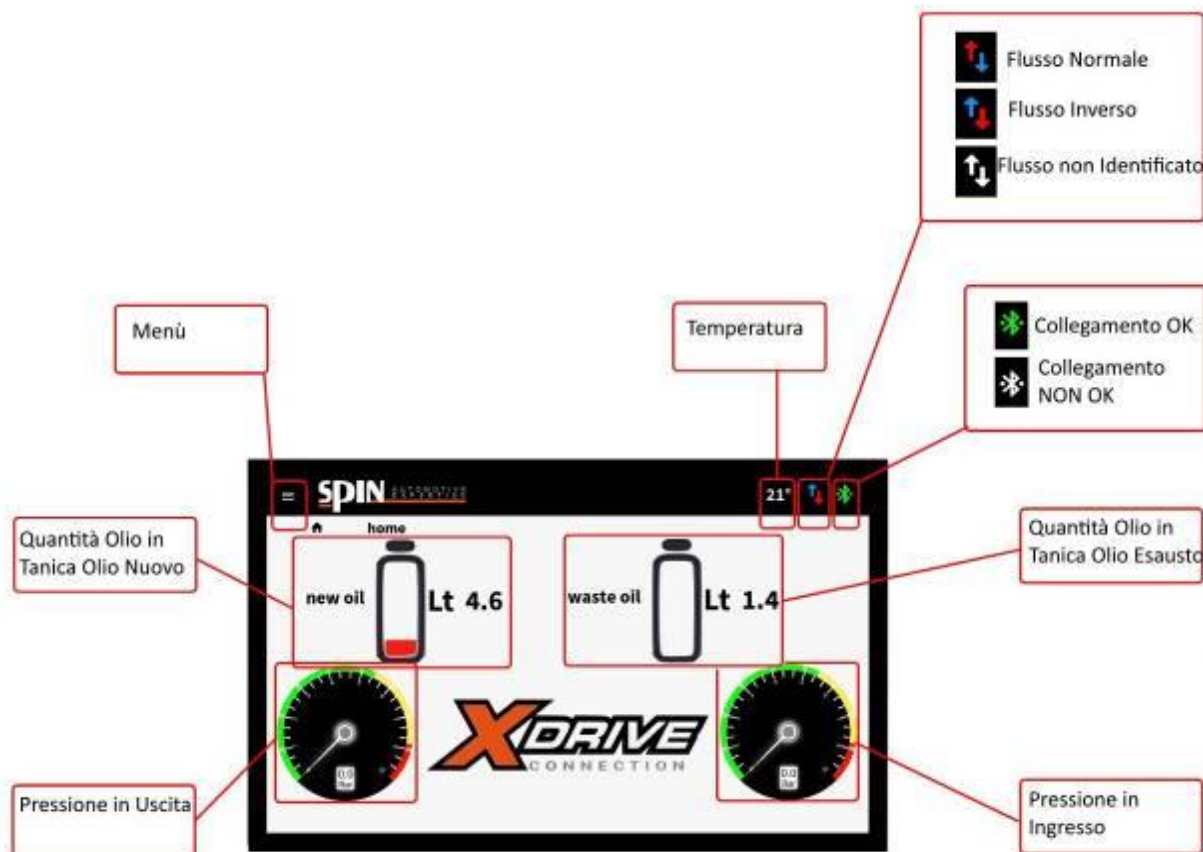 Flusso Normale
Flusso Inverso
Flusso non Identificato
Menù
Temperatura
Collegamento OK
Collegamento
NON OK
= SPIN AUTOMOTIVE
EXPERTISE
21°
home
Quantità Olio in
Tanica Olio Nuovo
new oil Lt 4.6
waste oil Lt 1.4
Quantità Olio in
Tanica Olio Esausto
XDRIVE
CONNECTION
0.0
Bar
0.0
Bar
Pressione in Uscita
Pressione in
Ingresso